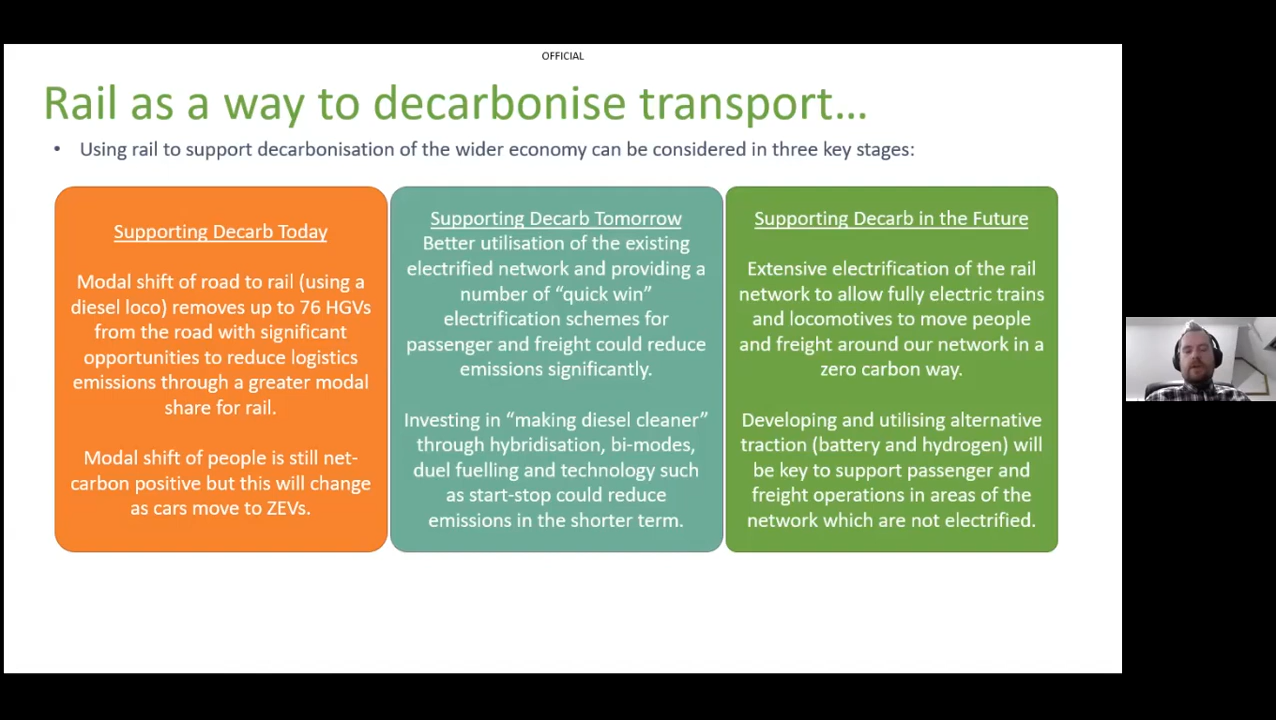 OFFICIAL
Rail as a way to decarbonise transport…
• Using rail to support decarbonisation of the wider economy can be considered in three key stages:
Supporting Decarb Today
Modal shift of road to rail (using a
diesel loco) removes up to 76 HGVs
from the road with significant
opportunities to reduce logistics
emissions through a greater modal
share for rail.
Modal shift of people is still net-
carbon positive but this will change
as cars move to ZEVs.
Supporting Decarb Tomorrow
Better utilisation of the existing
electrified network and providing a
number of “quick win”
electrification schemes for
passenger and freight could reduce
emissions significantly.
Investing in “making diesel cleaner”
through hybridisation, bi-modes,
duel fuelling and technology such
as start-stop could reduce
emissions in the shorter term.
Supporting Decarb in the Future
Extensive electrification of the rail
network to allow fully electric trains
and locomotives to move people
and freight around our network in a
zero carbon way.
Developing and utilising alternative
traction (battery and hydrogen) will
be key to support passenger and
freight operations in areas of the
network which are not electrified.